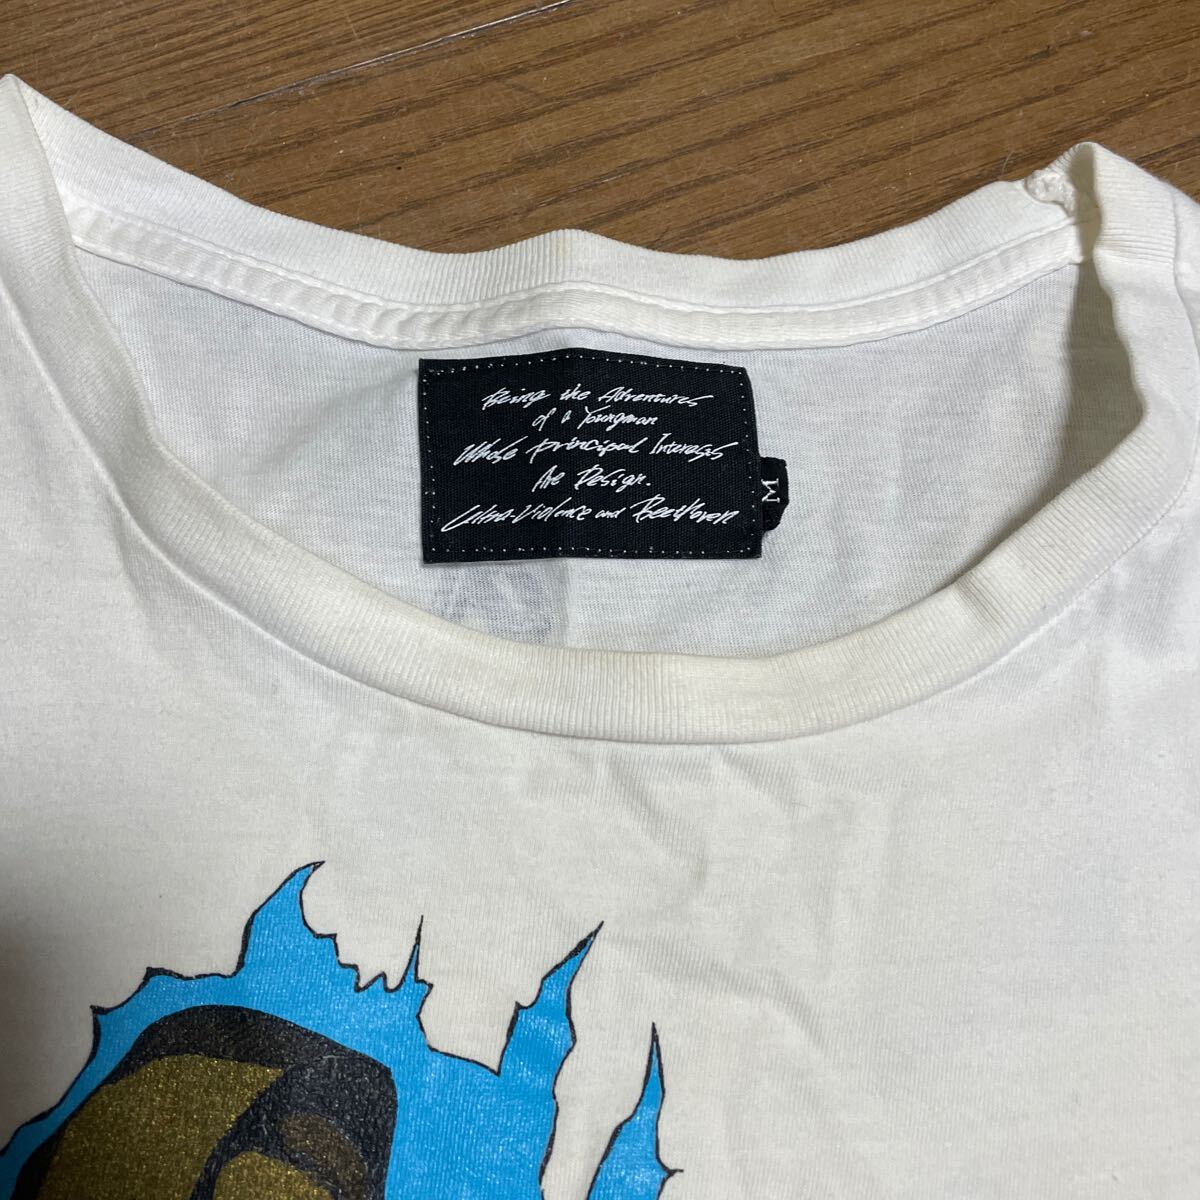 Being the Adventures
of a Youngman
Whose principal Interests
Are Design.
Ultra-Violence and Beethoven
M